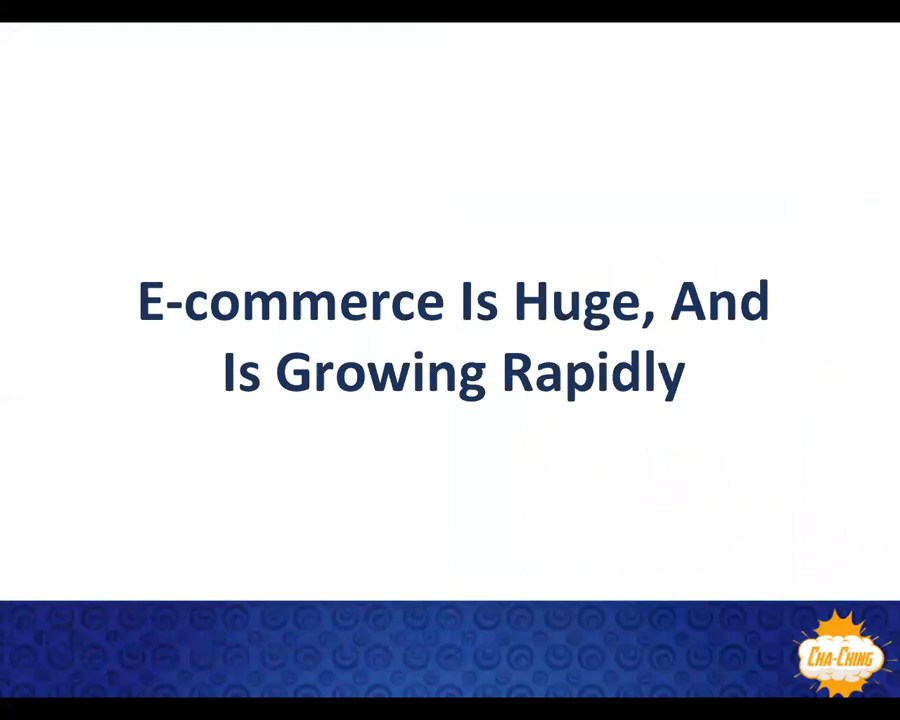 E-commerce Is Huge, And
Is Growing Rapidly
CHA-CHING